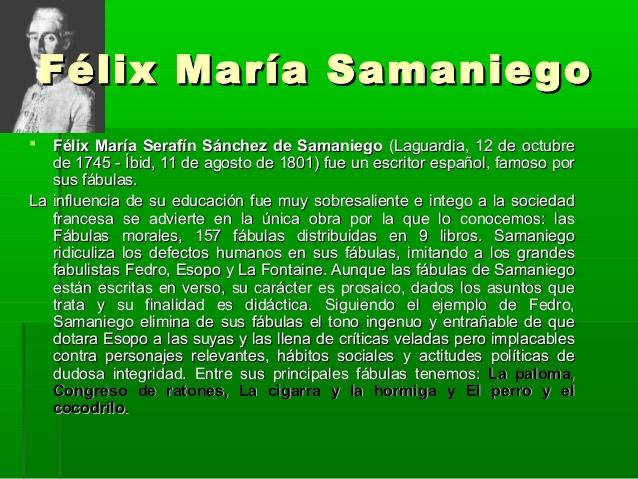 Félix María Samaniego
Félix María Serafín Sánchez de Samaniego (Laguardia, 12 de octubre
de 1745 - Íbid, 11 de agosto de 1801) fue un escritor español, famoso por
sus fábulas.
La influencia de su educación fue muy sobresaliente e intego a la sociedad
francesa se advierte en la única obra por la que lo conocemos: las
Fábulas morales, 157 fábulas distribuidas en 9 libros. Samaniego
ridiculiza los defectos humanos en sus fábulas, imitando a los grandes
fabulistas Fedro, Esopo y La Fontaine. Aunque las fábulas de Samaniego
están escritas en verso, su carácter es prosaico, dados los asuntos que
trata y su finalidad es didáctica. Siguiendo el ejemplo de Fedro,
Samaniego elimina de sus fábulas el tono ingenuo y entrañable de que
dotara Esopo a las suyas y las llena de críticas veladas pero implacables
contra personajes relevantes, hábitos sociales y actitudes políticas de
dudosa integridad. Entre sus principales fábulas tenemos: La paloma,
Congreso de ratones, La cigarra y la hormiga y El perro y el
cocodrilo.